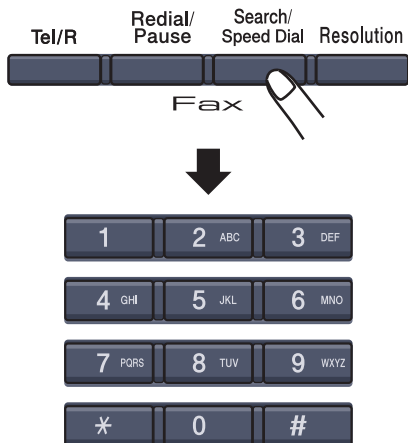 Tel/R Redial/ Pause Search/ Speed Dial Resolution
Fax
1 2 ABC 3 DEF
4 GHI 5 JKL 6 MNO
7 PQRS 8 TUV 9 WXYZ
* 0 #